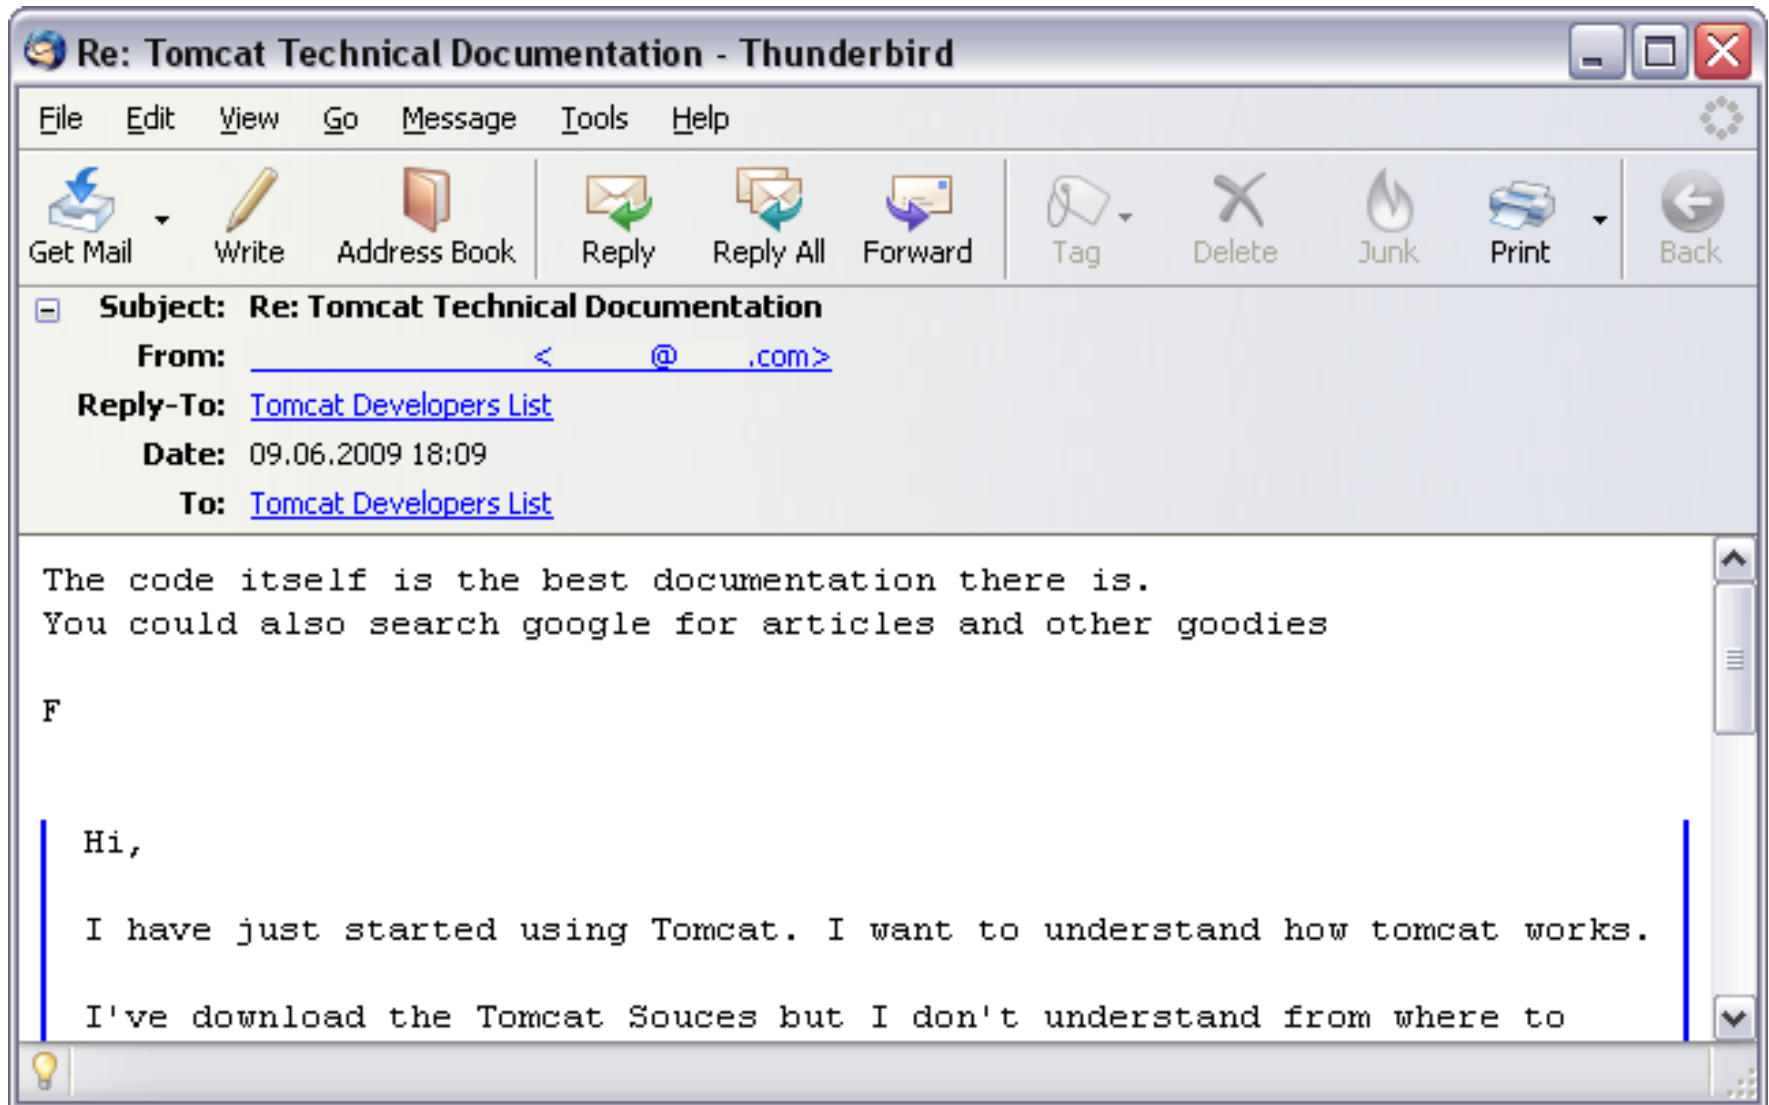 Re: Tomcat Technical Documentation - Thunderbird
File Edit View Go Message Tools Help
Get Mail Write Address Book Reply Reply All Forward Tag Delete Junk Print Back
Subject: Re: Tomcat Technical Documentation
From: < @ .com>
Reply-To: Tomcat Developers List
Date: 09.06.2009 18:09
To: Tomcat Developers List
The code itself is the best documentation there is.
You could also search google for articles and other goodies
F
Hi,
I have just started using Tomcat. I want to understand how tomcat works.
I've download the Tomcat Souces but I don't understand from where to